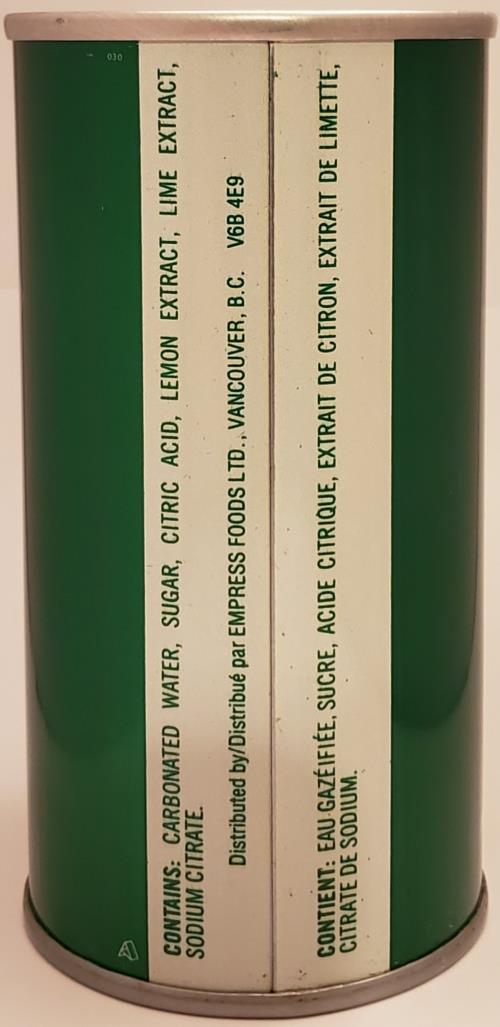 030
CONTAINS: CARBONATED WATER, SUGAR, CITRIC ACID, LEMON EXTRACT, LIME EXTRACT,
SODIUM CITRATE.
Distributed by/Distribué par EMPRESS FOODS LTD., VANCOUVER, B.C. V6B 4E9
CONTIENT: EAU GAZÉIFIÉE, SUCRE, ACIDE CITRIQUE, EXTRAIT DE CITRON, EXTRAIT DE LIMETTE,
CITRATE DE SODIUM.